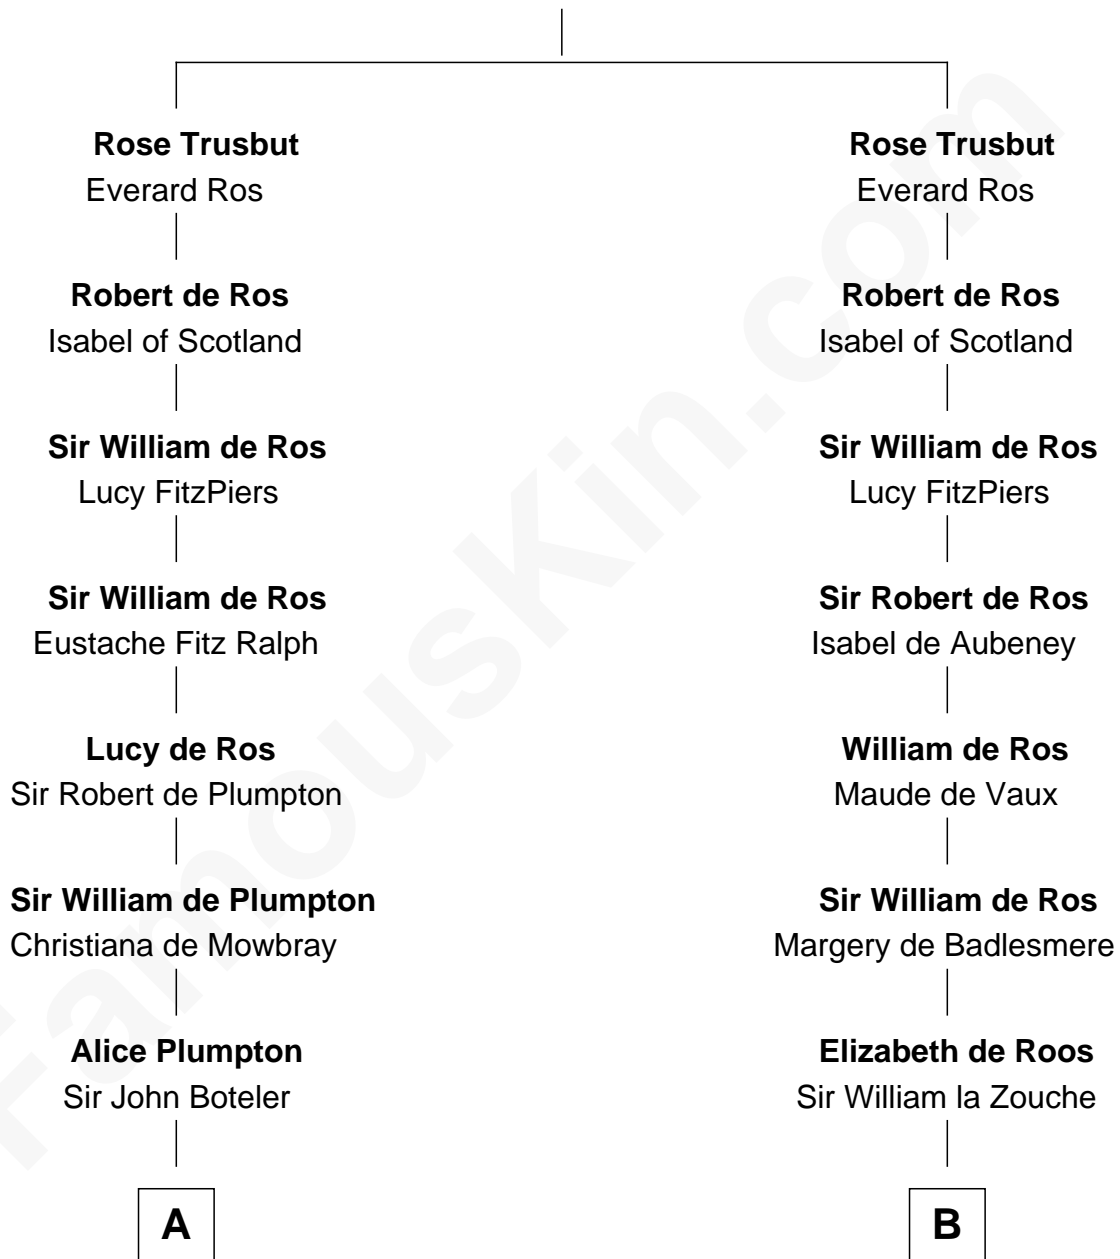 Rose Trusbut
Everard Ros
Robert de Ros
Isabel of Scotland
Sir William de Ros
Lucy FitzPiers
Sir William de Ros
Eustache Fitz Ralph
Lucy de Ros
Sir Robert de Plumpton
Sir William de Plumpton
Christiana de Mowbray
Alice Plumpton
Sir John Boteler
A
Rose Trusbut
Everard Ros
Robert de Ros
Isabel of Scotland
Sir William de Ros
Lucy FitzPiers
Sir Robert de Ros
Isabel de Aubeney
William de Ros
Maude de Vaux
Sir William de Ros
Margery de Badlesmere
Elizabeth de Roos
Sir William la Zouche
B
FamousKin.com